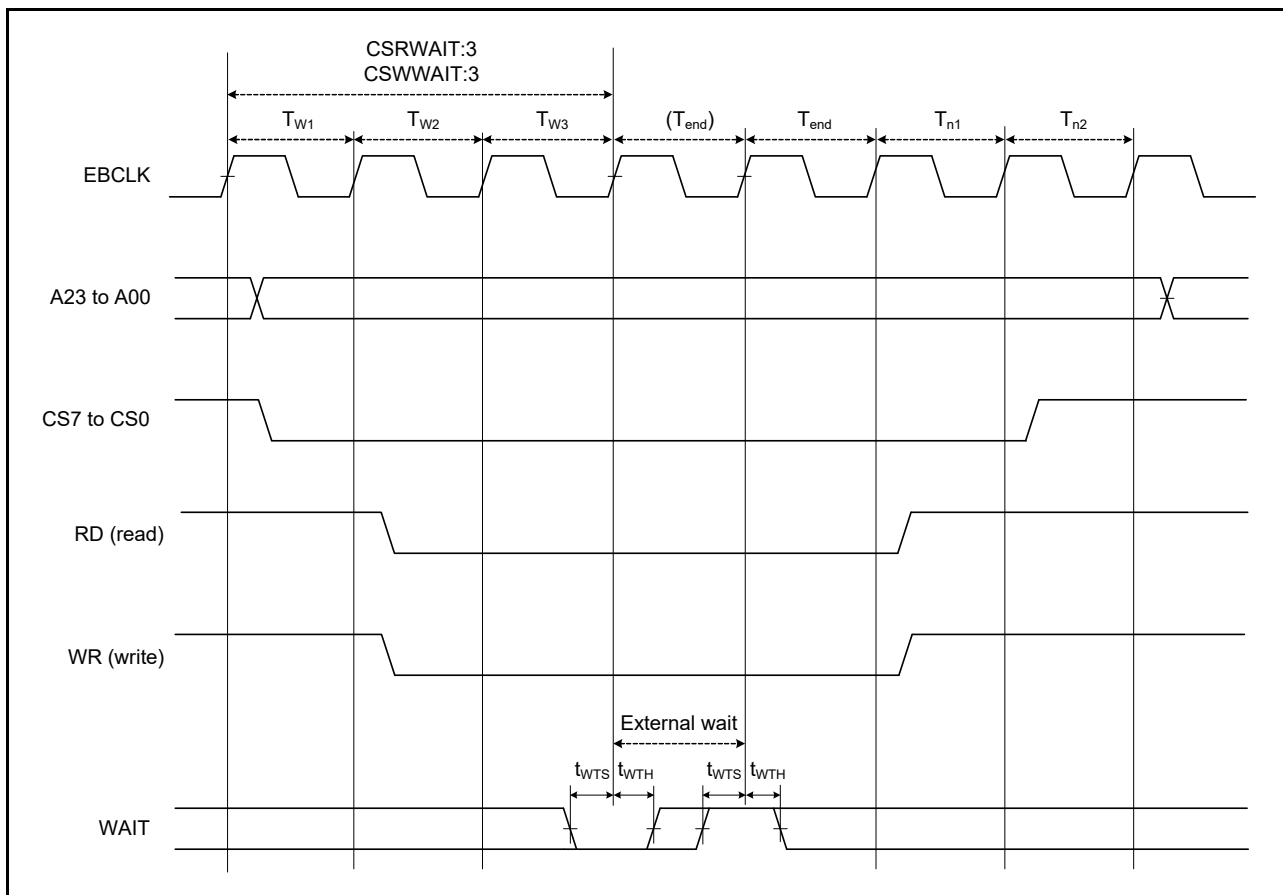 CSRWAIT:3
CSWWAIT:3
TW1 TW2 TW3 (Tend) Tend Tn1 Tn2
EBCLK
A23 to A00
CS7 to CS0
RD (read)
WR (write)
External wait
tWTS tWTH tWTS tWTH
WAIT